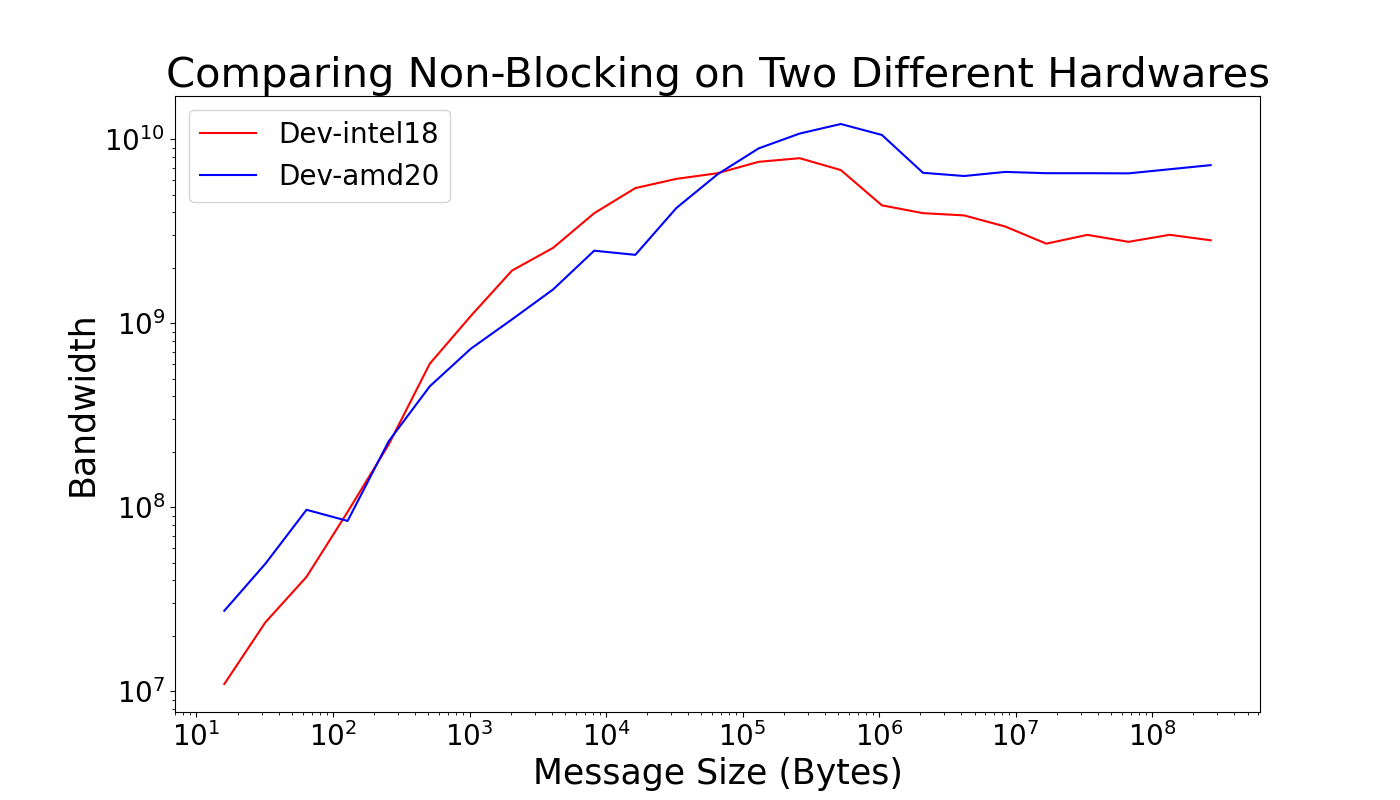 Comparing Non-Blocking on Two Different Hardwares
Dev-intel18
Dev-amd20
Bandwidth
10^10
10^9
10^8
10^7
10^1 10^2 10^3 10^4 10^5 10^6 10^7 10^8
Message Size (Bytes)